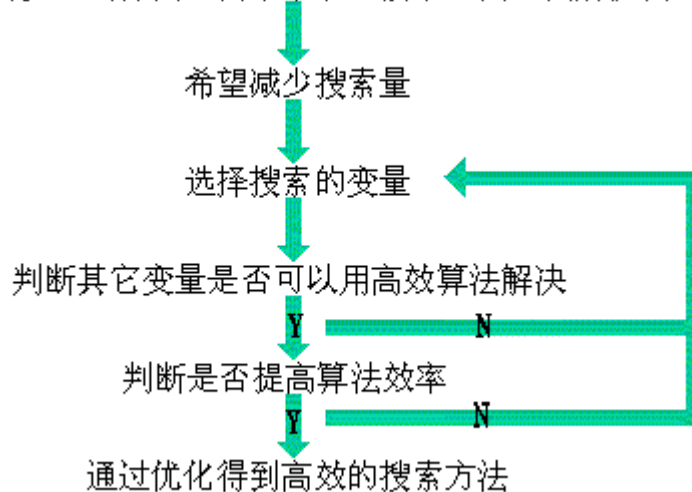 希望减少搜索量
选择搜索的变量
判断其它变量是否可以用高效算法解决
Y N
判断是否提高算法效率
Y N
通过优化得到高效的搜索方法